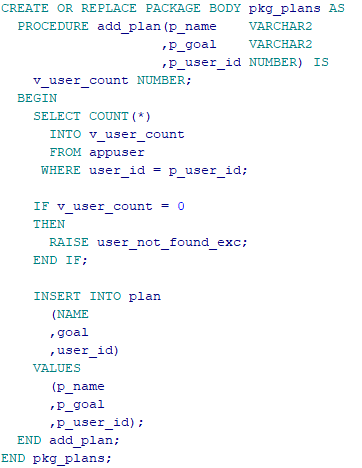 CREATE OR REPLACE PACKAGE BODY pkg_plans AS
  PROCEDURE add_plan(p_name    VARCHAR2
                    ,p_goal    VARCHAR2
                    ,p_user_id NUMBER) IS
    v_user_count NUMBER;
  BEGIN
    SELECT COUNT(*)
      INTO v_user_count
      FROM appuser
     WHERE user_id = p_user_id;

    IF v_user_count = 0
    THEN
      RAISE user_not_found_exc;
    END IF;

    INSERT INTO plan
      (NAME
      ,goal
      ,user_id)
    VALUES
      (p_name
      ,p_goal
      ,p_user_id);
  END add_plan;
END pkg_plans;